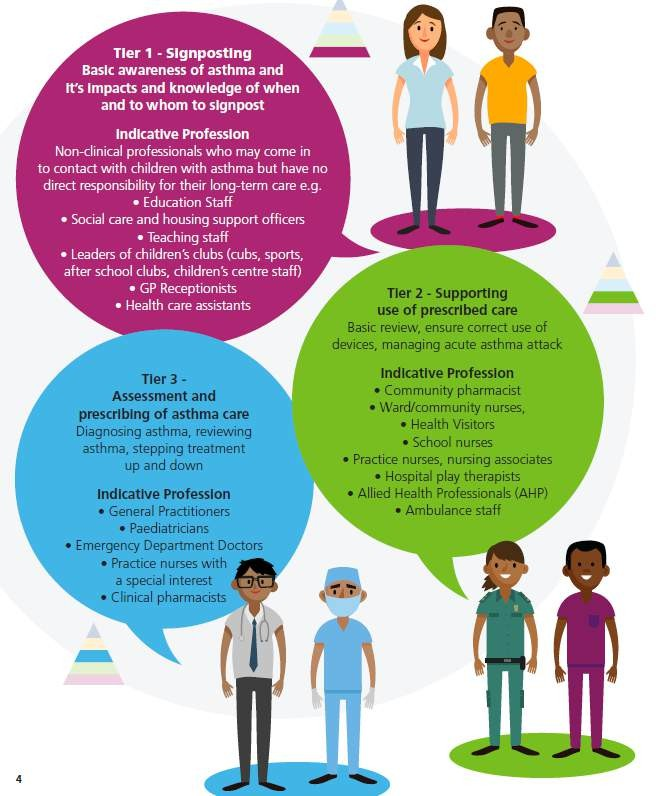 Tier 1 - Signposting
Basic awareness of asthma and
it's impacts and knowledge of when
and to whom to signpost
Indicative Profession
Non-clinical professionals who may come in
to contact with children with asthma but have no
direct responsibility for their long-term care e.g.
• Education Staff
• Social care and housing support officers
• Teaching staff
• Leaders of children's clubs (cubs, sports,
after school clubs, children's centre staff)
• GP Receptionists
• Health care assistants
Tier 2 - Supporting
use of prescribed care
Basic review, ensure correct use of
devices, managing acute asthma attack
Indicative Profession
• Community pharmacist
• Ward/community nurses,
• Health Visitors
• School nurses
• Practice nurses, nursing associates
• Hospital play therapists
• Allied Health Professionals (AHP)
• Ambulance staff
Tier 3 -
Assessment and
prescribing of asthma care
Diagnosing asthma, reviewing
asthma, stepping treatment
up and down
Indicative Profession
• General Practitioners
• Paediatricians
• Emergency Department Doctors
• Practice nurses with
a special interest
• Clinical pharmacists
4